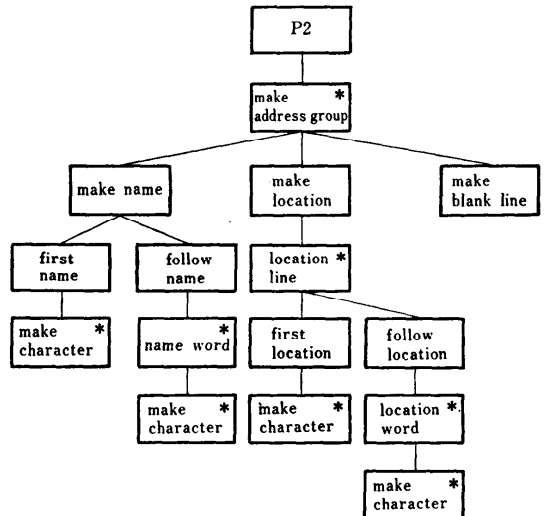 P2
make *
address group
make name
make
location
make
blank line
first
name
follow
name
location *
line
make *
character
*
name word
first
location
follow
location
make *
character
make *
character
location *
word
make *
character